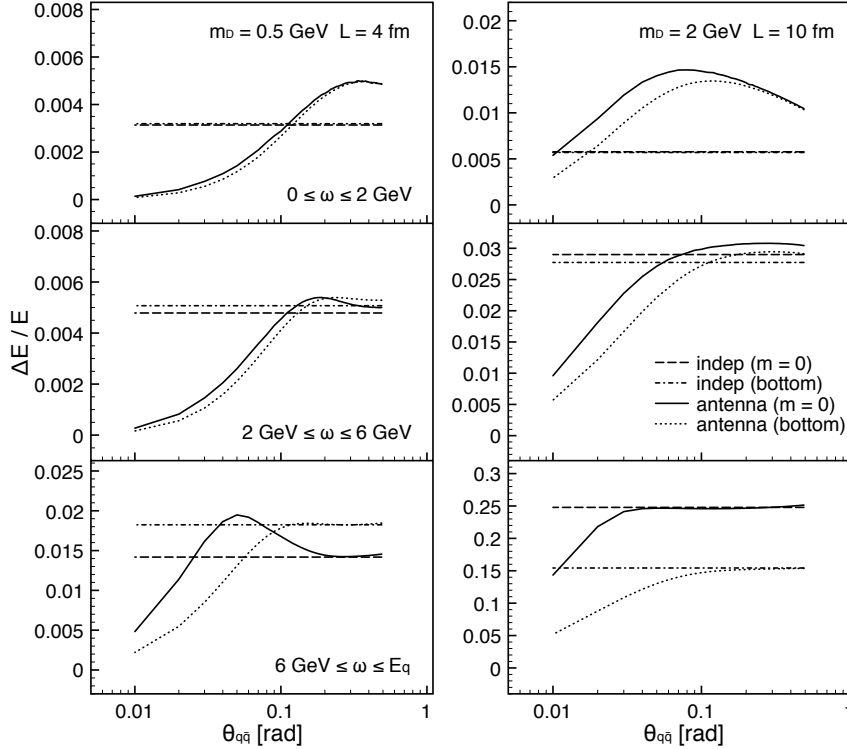 m_D = 0.5 GeV L = 4 fm
0.008
0.006
0.004
0.002
0
0 ≤ ω ≤ 2 GeV
m_D = 2 GeV L = 10 fm
0.02
0.015
0.01
0.005
0
ΔE / E
0.008
0.006
0.004
0.002
0
2 GeV ≤ ω ≤ 6 GeV
0.03
0.025
0.02
0.015
0.01
0.005
0
indep (m = 0)
indep (bottom)
antenna (m = 0)
antenna (bottom)
0.025
0.02
0.015
0.01
0.005
0
6 GeV ≤ ω ≤ Eq
0.3
0.25
0.2
0.15
0.1
0.05
0
0.01 0.1 1
θqq̄ [rad]
0.01 0.1 1
θqq̄ [rad]